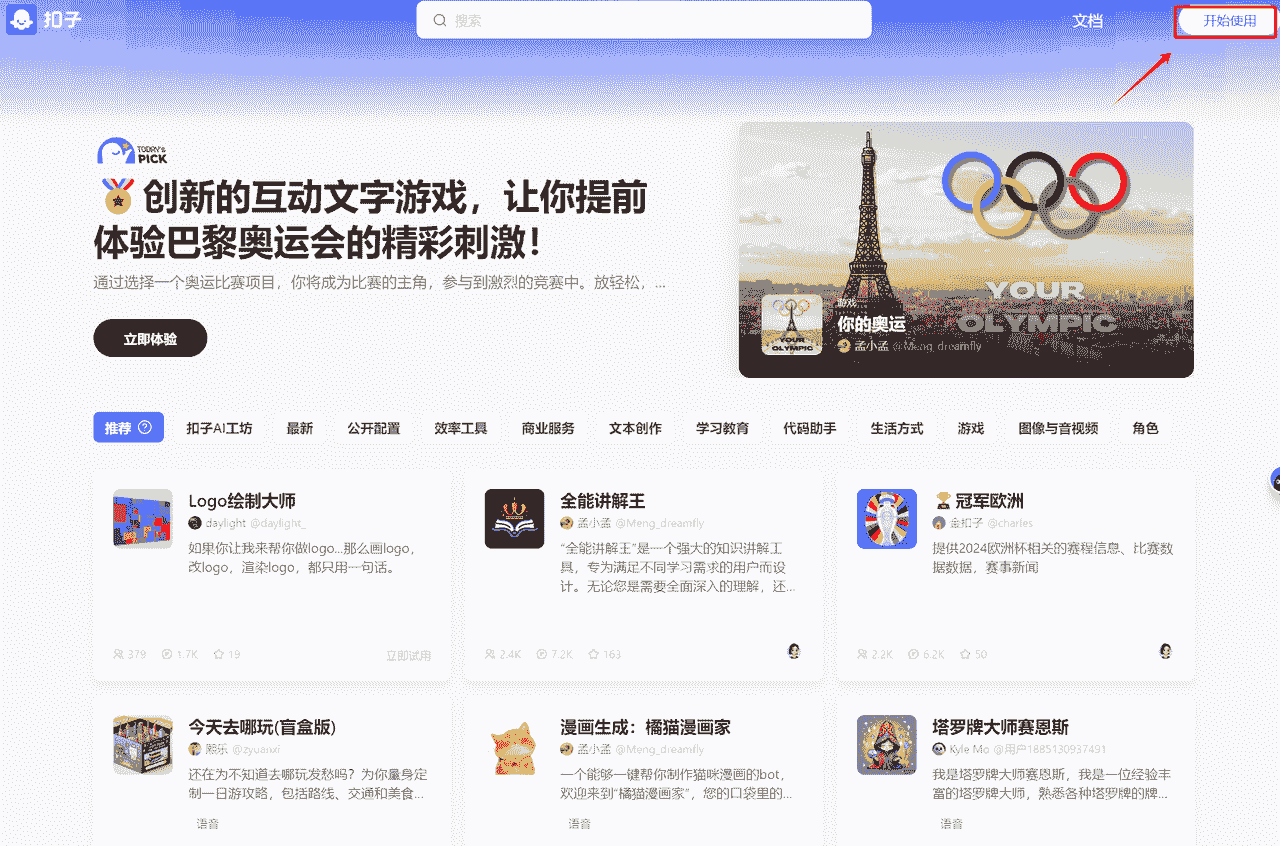 扣子
搜索
文档
开始使用
TODAY's
PICK
创新的互动文字游戏，让你提前
体验巴黎奥运会的精彩刺激！
通过选择一个奥运比赛项目，你将成为比赛的主角，参与到激烈的竞赛中。放轻松，...
立即体验
YOUR
OLYMPIC
YOUR
OLYMPIC
游戏
你的奥运
孟小孟 @Meng_dreamfly
推荐 扣子AI工坊 最新 公开配置 效率工具 商业服务 文本创作 学习教育 代码助手 生活方式 游戏 图像与音视频 角色
Logo绘制大师
daylight @daylight_
如果你让我来帮你做logo...那么画logo，
改logo，渲染logo，都只用一句话。
379 1.7K 19 立即试用
全能讲解王
孟小孟 @Meng_dreamfly
“全能讲解王”是一个强大的知识讲解工
具，专为满足不同学习需求的用户而设
计。无论您是需要全面深入的理解，还...
2.4K 7.2K 163
冠军欧洲
金扣子 @charles
提供2024欧洲杯相关的赛程信息、比赛数
据数据，赛事新闻
2.2K 6.2K 50
今天去哪玩(盲盒版)
顾乐 @zyuanxi
还在为不知道去哪玩发愁吗？为你量身定
制一日游攻略，包括路线、交通和美食...
语音
漫画生成：橘猫漫画家
孟小孟 @Meng_dreamfly
一个能够一键帮你制作猫咪漫画的bot，
欢迎来到“橘猫漫画家”，您的口袋里的...
语音
塔罗牌大师赛恩斯
Kyle Mo @用户1885130937491
我是塔罗牌大师赛恩斯，我是一位经验丰
富的塔罗牌大师，熟悉各种塔罗牌的牌...
语音